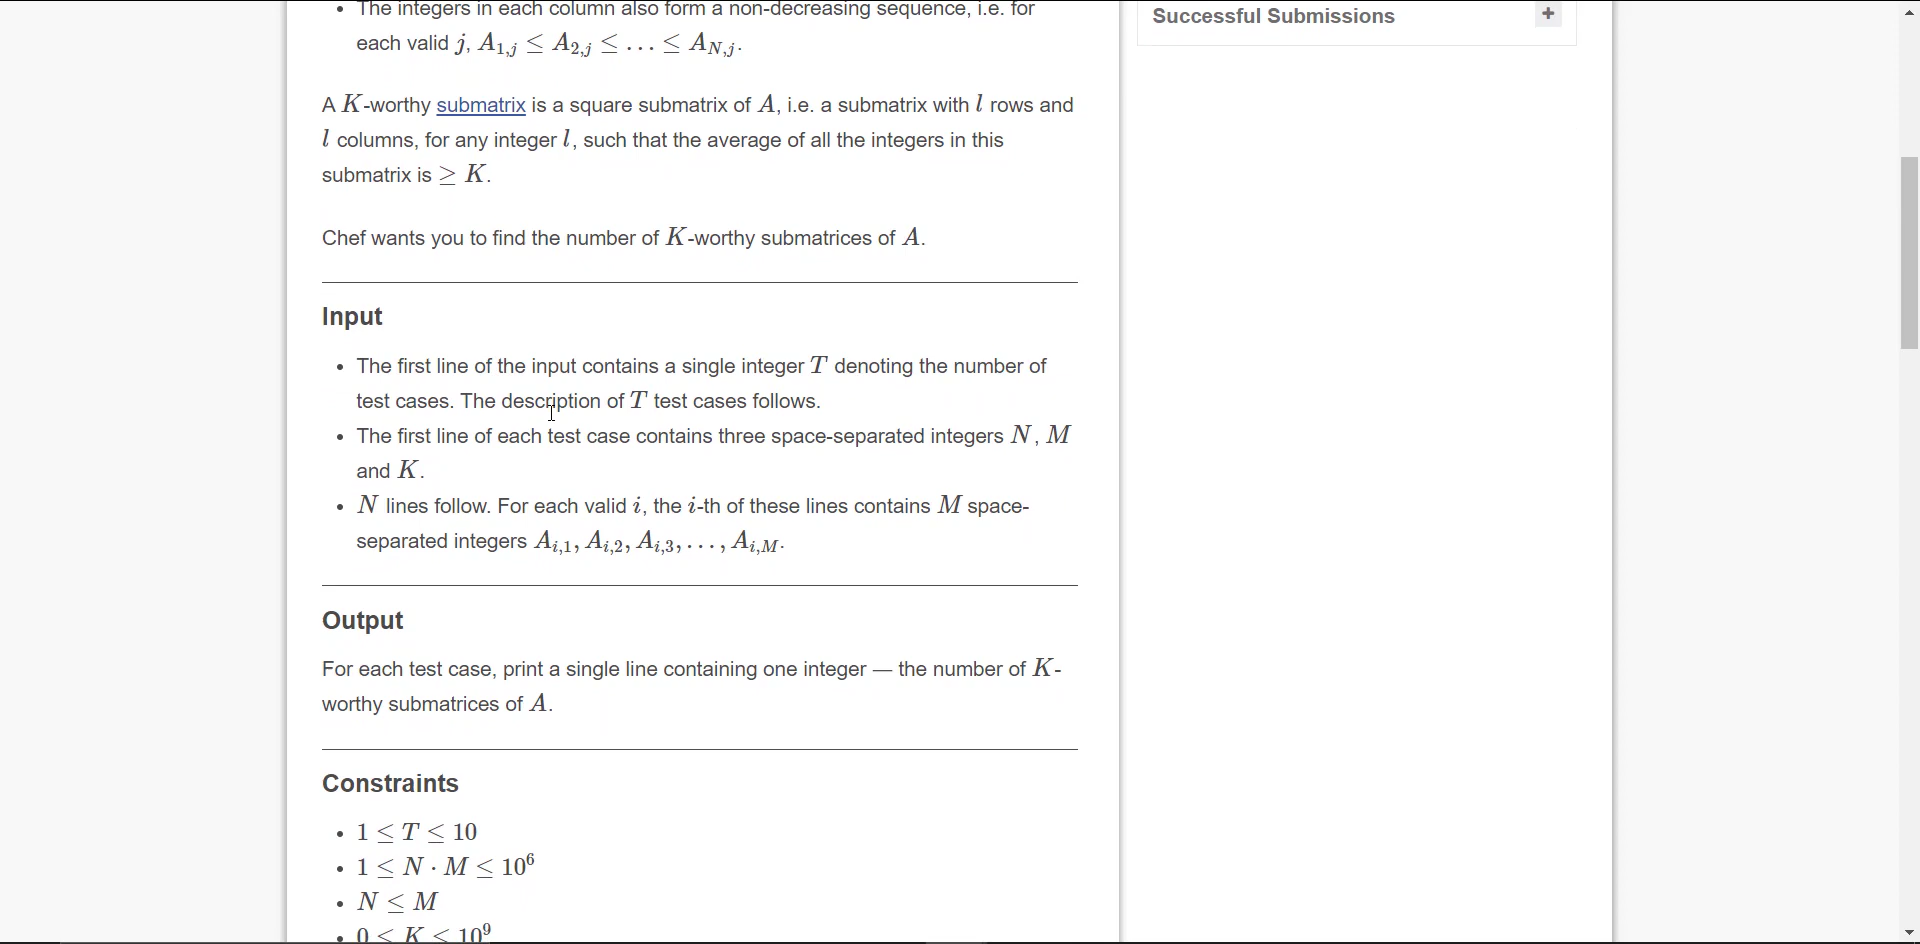 The integers in each column also form a non-decreasing sequence, i.e. for
each valid j, A1,j ≤ A2,j ≤ … ≤ AN,j.
Successful Submissions +
A K-worthy submatrix is a square submatrix of A, i.e. a submatrix with l rows and
l columns, for any integer l, such that the average of all the integers in this
submatrix is ≥ K.
Chef wants you to find the number of K-worthy submatrices of A.
Input
• The first line of the input contains a single integer T denoting the number of
test cases. The description of T test cases follows.
• The first line of each test case contains three space-separated integers N, M
and K.
• N lines follow. For each valid i, the i-th of these lines contains M space-
separated integers Ai,1, Ai,2, Ai,3, …, Ai,M.
Output
For each test case, print a single line containing one integer — the number of K-
worthy submatrices of A.
Constraints
• 1 ≤ T ≤ 10
• 1 ≤ N · M ≤ 10^6
• N ≤ M
• 0 ≤ K ≤ 10^9